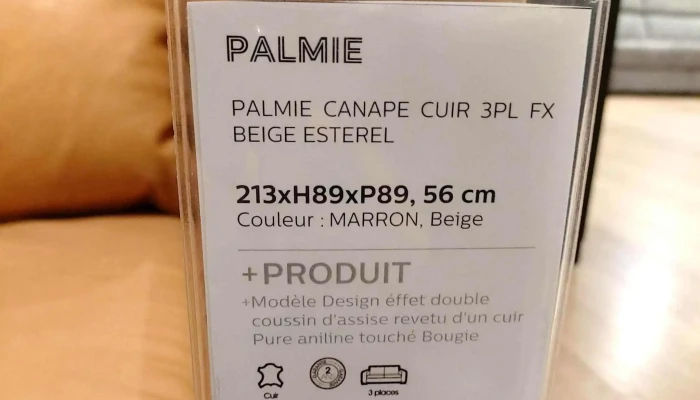 PALMIE
PALMIE CANAPE CUIR 3PL FX
BEIGE ESTEREL
213xH89xP89, 56 cm
Couleur : MARRON, Beige
+PRODUIT
+Modèle Design éffet double
coussin d'assise revetu d'un cuir
Pure aniline touché Bougie
2
Cuir
3 places